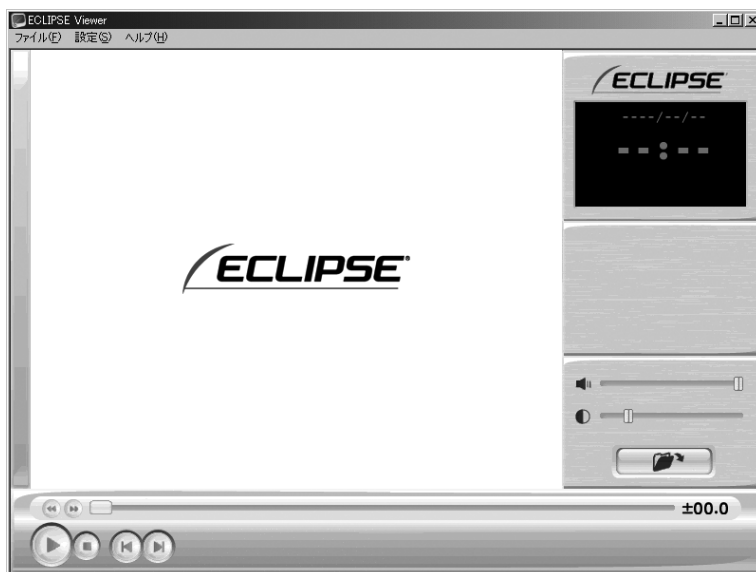 ECLIPSE Viewer
ファイル(F) 設定(S) ヘルプ(H)
ECLIPSE
----/--/--
--:--
ECLIPSE®
±00.0